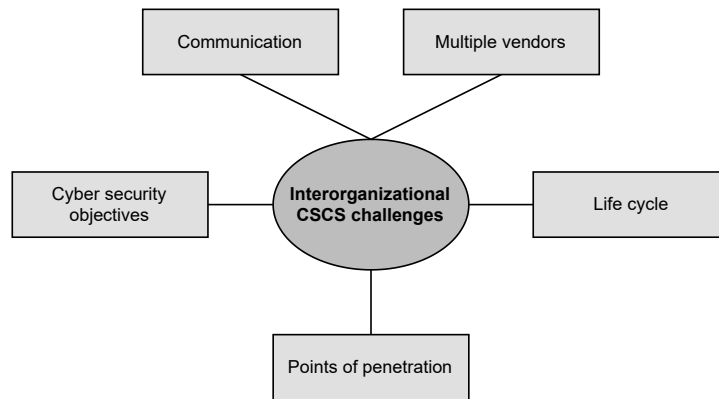 Communication
Multiple vendors
Cyber security
objectives
Interorganizational
CSCS challenges
Life cycle
Points of penetration